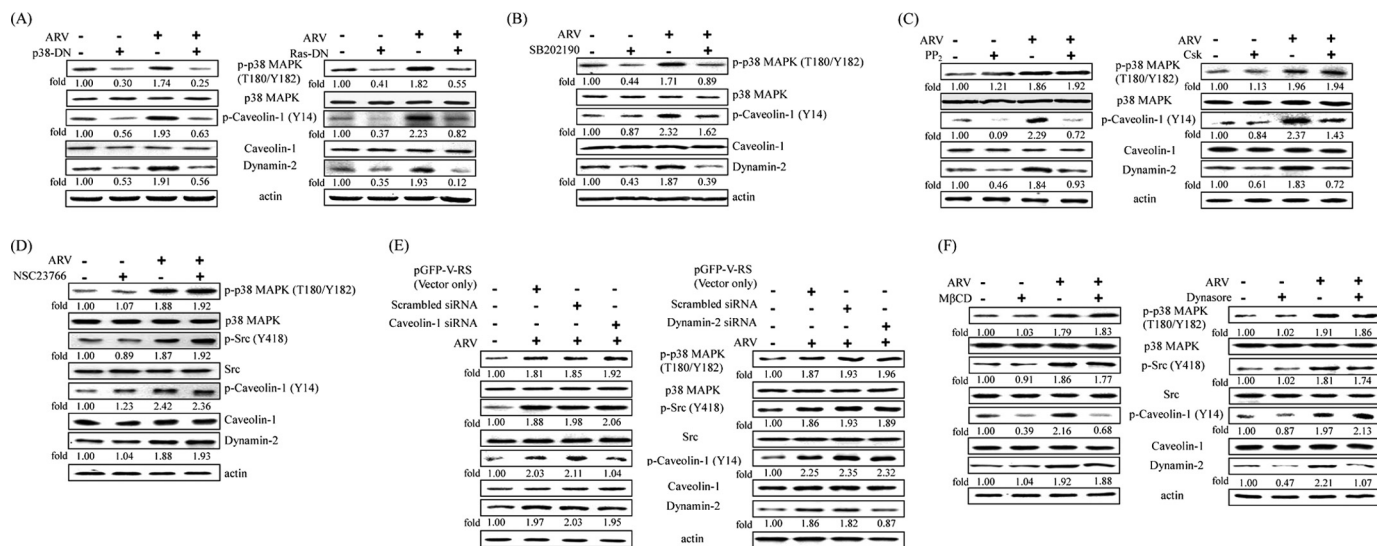 (A)
ARV - - + +
p38-DN - + - +
p-p38 MAPK (T180/Y182)
fold 1.00 0.30 1.74 0.25
p38 MAPK
p-Caveolin-1 (Y14)
fold 1.00 0.56 1.93 0.63
Caveolin-1
Dynamin-2
fold 1.00 0.53 1.91 0.56
actin
ARV - - + +
Ras-DN - + - +
1.00 0.41 1.82 0.55
1.00 0.37 2.23 0.82
1.00 0.35 1.93 0.12
(B)
ARV - - + +
SB202190 - + - +
p-p38 MAPK (T180/Y182)
fold 1.00 0.44 1.71 0.89
p38 MAPK
p-Caveolin-1 (Y14)
fold 1.00 0.87 2.32 1.62
Caveolin-1
Dynamin-2
fold 1.00 0.43 1.87 0.39
actin
(C)
ARV - - + +
PP2 - + - +
p-p38 MAPK (T180/Y182)
fold 1.00 1.21 1.86 1.92
p38 MAPK
p-Caveolin-1 (Y14)
fold 1.00 0.09 2.29 0.72
Caveolin-1
Dynamin-2
fold 1.00 0.46 1.84 0.93
actin
ARV - - + +
Csk - + - +
1.00 1.13 1.96 1.94
1.00 0.84 2.37 1.43
1.00 0.61 1.83 0.72
(D)
ARV - - + +
NSC23766 - + - +
p-p38 MAPK (T180/Y182)
fold 1.00 1.07 1.88 1.92
p38 MAPK
p-Src (Y418)
fold 1.00 0.89 1.87 1.92
Src
p-Caveolin-1 (Y14)
fold 1.00 1.23 2.42 2.36
Caveolin-1
Dynamin-2
fold 1.00 1.04 1.88 1.93
actin
(E)
pGFP-V-RS
(Vector only) - + - -
Scrambled siRNA - - + -
Caveolin-1 siRNA - - - +
ARV - + + +
p-p38 MAPK
(T180/Y182)
fold 1.00 1.81 1.85 1.92
p38 MAPK
p-Src (Y418)
fold 1.00 1.88 1.98 2.06
Src
p-Caveolin-1 (Y14)
fold 1.00 2.03 2.11 1.04
Caveolin-1
Dynamin-2
fold 1.00 1.97 2.03 1.95
actin
pGFP-V-RS
(Vector only) - + - -
Scrambled siRNA - - + -
Dynamin-2 siRNA - - - +
ARV - + + +
1.00 1.87 1.93 1.96
1.00 1.86 1.93 1.89
1.00 2.25 2.35 2.32
1.00 1.86 1.82 0.87
(F)
ARV - - + +
MβCD - + - +
p-p38 MAPK
(T180/Y182)
fold 1.00 1.03 1.79 1.83
p38 MAPK
p-Src (Y418)
fold 1.00 0.91 1.86 1.77
Src
p-Caveolin-1 (Y14)
fold 1.00 0.39 2.16 0.68
Caveolin-1
Dynamin-2
fold 1.00 1.04 1.92 1.88
actin
ARV - - + +
Dynasore - + - +
1.00 1.02 1.91 1.86
1.00 1.02 1.81 1.74
1.00 0.87 1.97 2.13
1.00 0.47 2.21 1.07